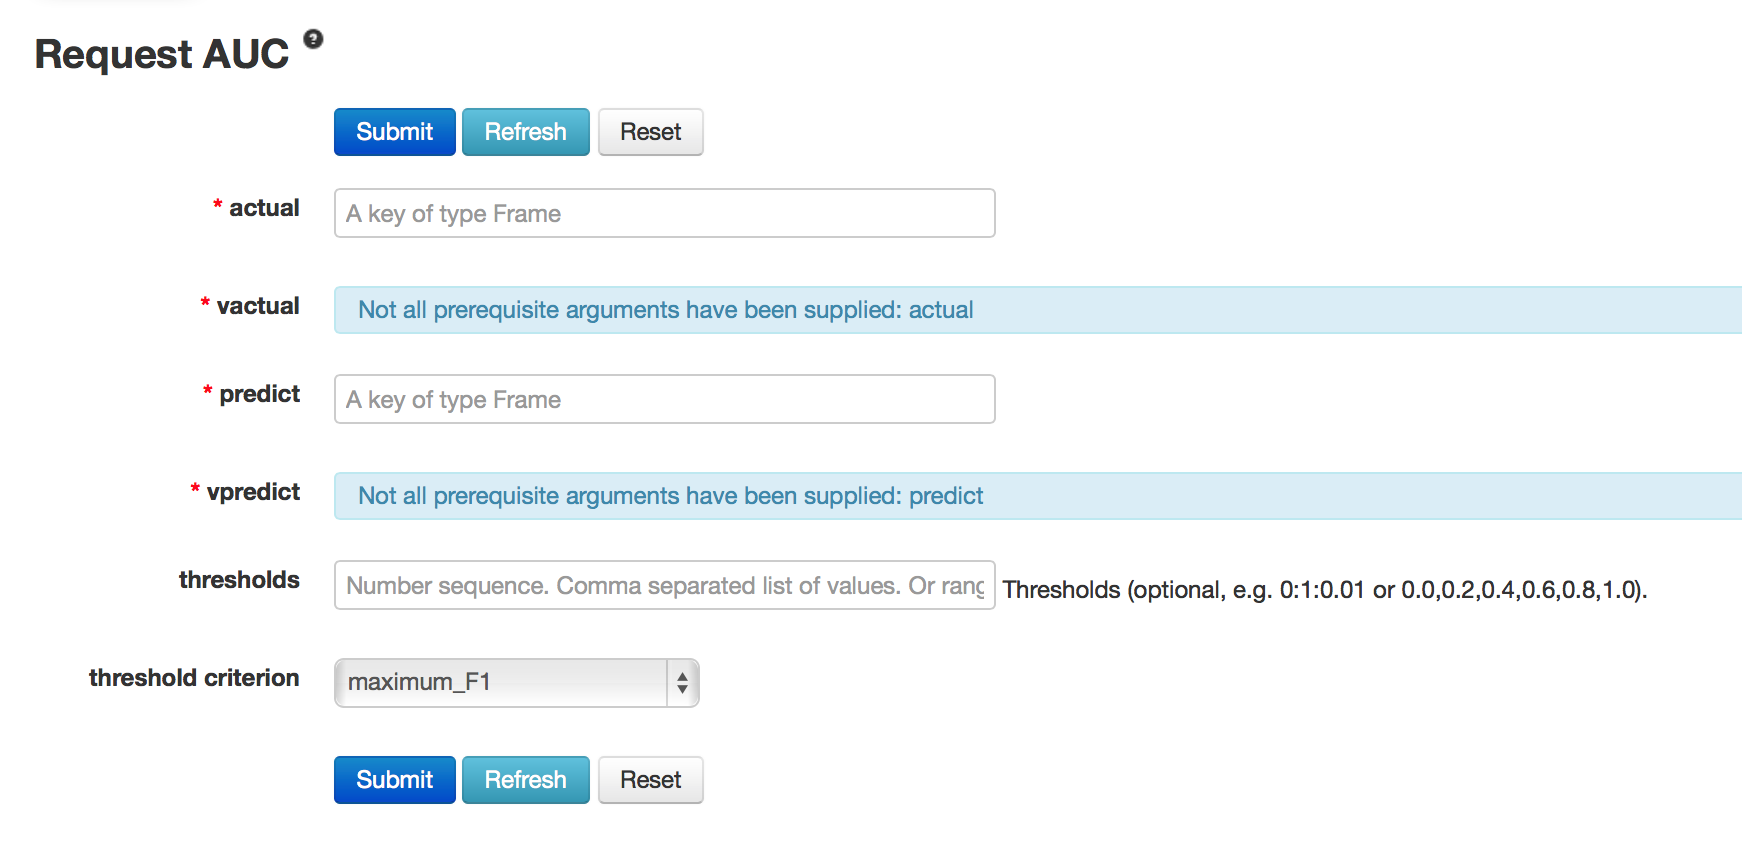 Request AUC ?
Submit Refresh Reset
* actual A key of type Frame
* vactual Not all prerequisite arguments have been supplied: actual
* predict A key of type Frame
* vpredict Not all prerequisite arguments have been supplied: predict
thresholds Number sequence. Comma separated list of values. Or rang Thresholds (optional, e.g. 0:1:0.01 or 0.0,0.2,0.4,0.6,0.8,1.0).
threshold criterion maximum_F1
Submit Refresh Reset